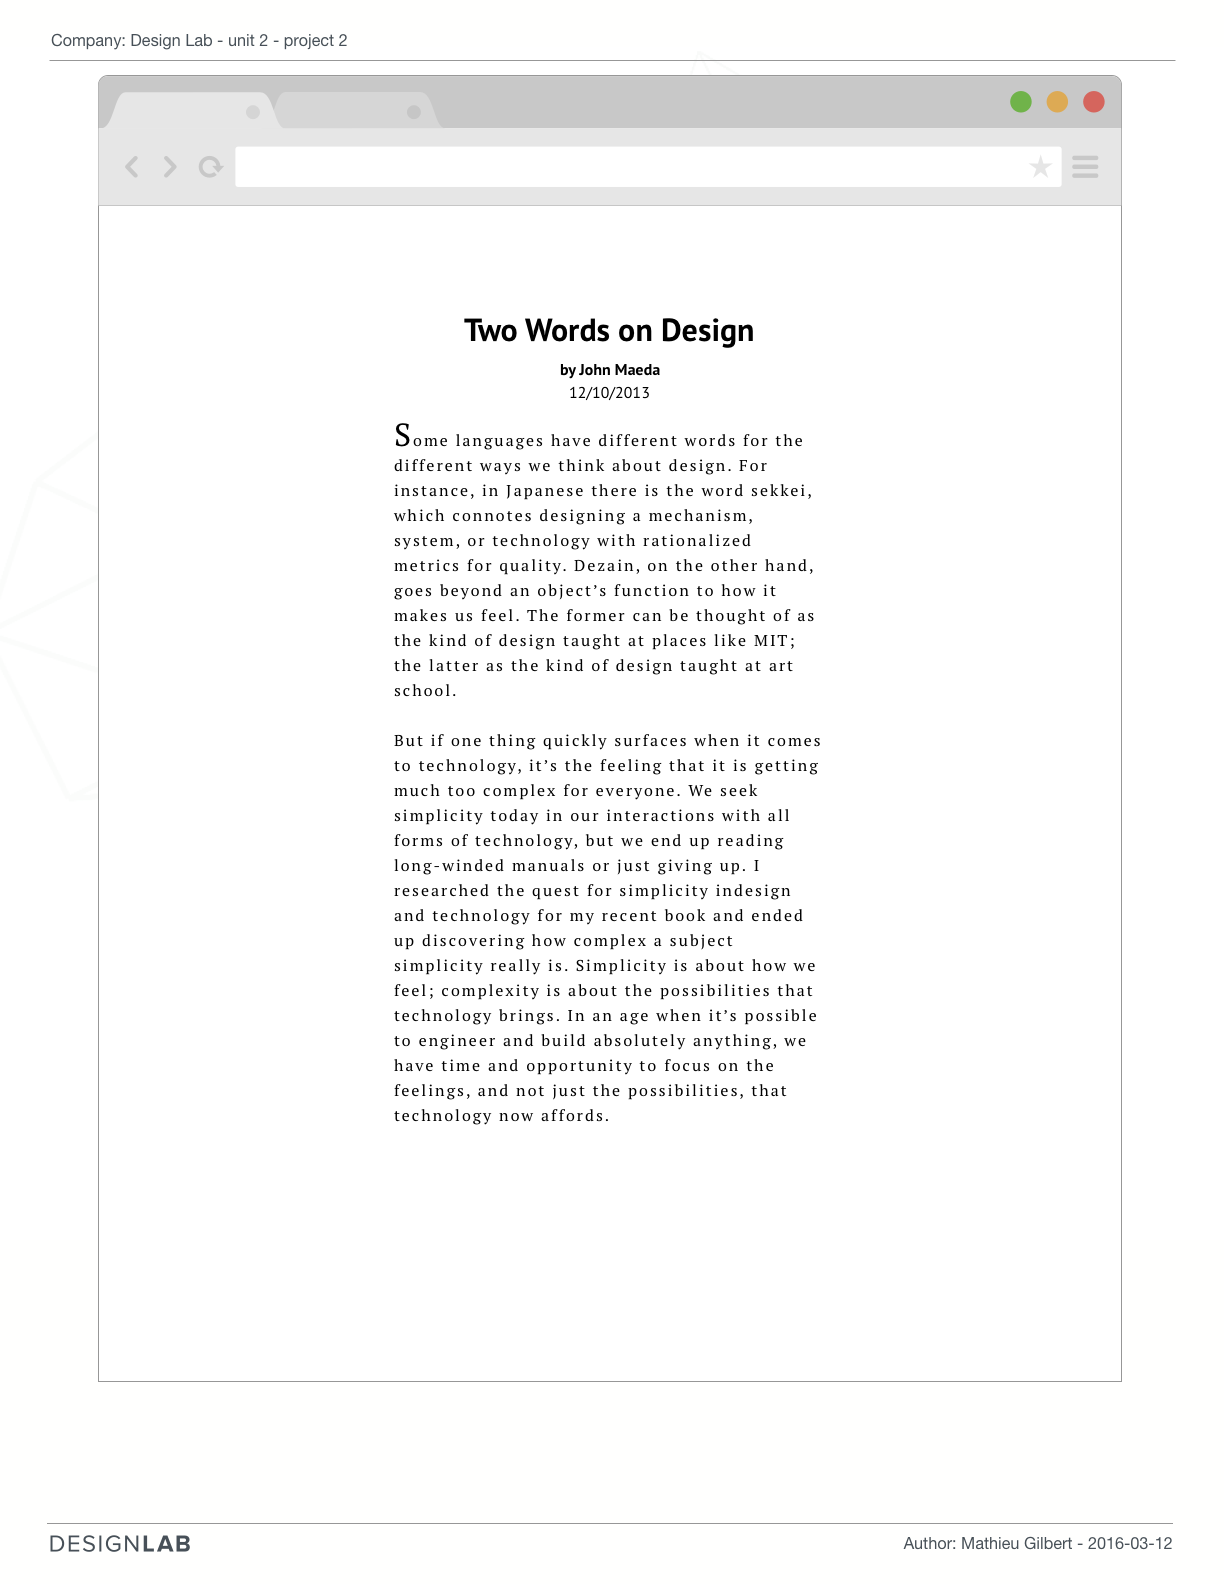 Company: Design Lab - unit 2 - project 2
Two Words on Design
by John Maeda
12/10/2013
Some languages have different words for the
different ways we think about design. For
instance, in Japanese there is the word sekkei,
which connotes designing a mechanism,
system, or technology with rationalized
metrics for quality. Dezain, on the other hand,
goes beyond an object’s function to how it
makes us feel. The former can be thought of as
the kind of design taught at places like MIT;
the latter as the kind of design taught at art
school.
But if one thing quickly surfaces when it comes
to technology, it’s the feeling that it is getting
much too complex for everyone. We seek
simplicity today in our interactions with all
forms of technology, but we end up reading
long-winded manuals or just giving up. I
researched the quest for simplicity indesign
and technology for my recent book and ended
up discovering how complex a subject
simplicity really is. Simplicity is about how we
feel; complexity is about the possibilities that
technology brings. In an age when it’s possible
to engineer and build absolutely anything, we
have time and opportunity to focus on the
feelings, and not just the possibilities, that
technology now affords.
DESIGNLAB
Author: Mathieu Gilbert - 2016-03-12